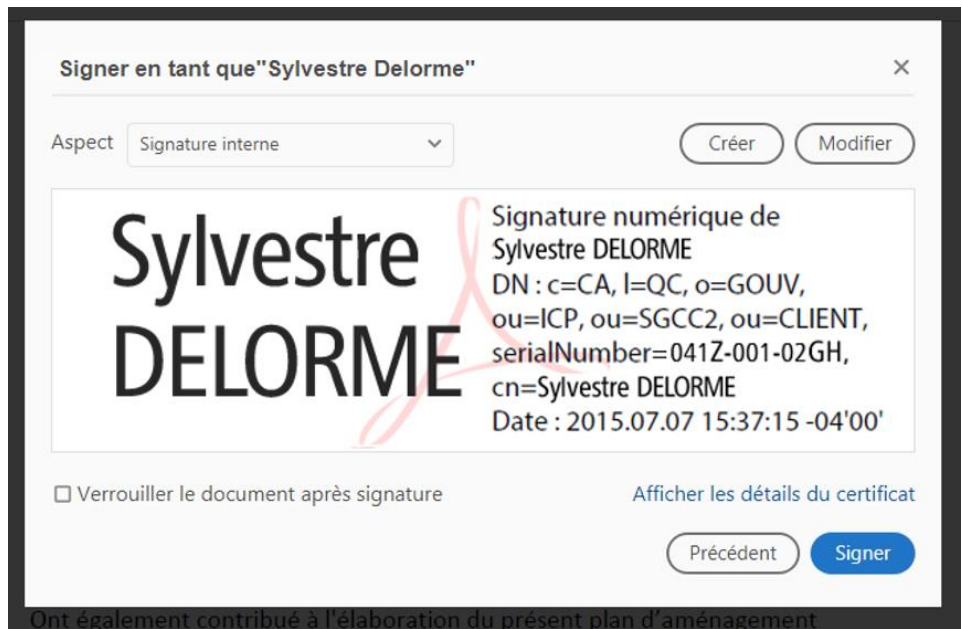 Signer en tant que"Sylvestre Delorme"
Aspect Signature interne Créer Modifier
Sylvestre
DELORME
Signature numérique de
Sylvestre DELORME
DN : c=CA, l=QC, o=GOUV,
ou=ICP, ou=SGCC2, ou=CLIENT,
serialNumber=041Z-001-02GH,
cn=Sylvestre DELORME
Date : 2015.07.07 15:37:15 -04'00'
Verrouiller le document après signature Afficher les détails du certificat
Précédent Signer
Ont également contribué à l'élaboration du présent plan d’aménagement